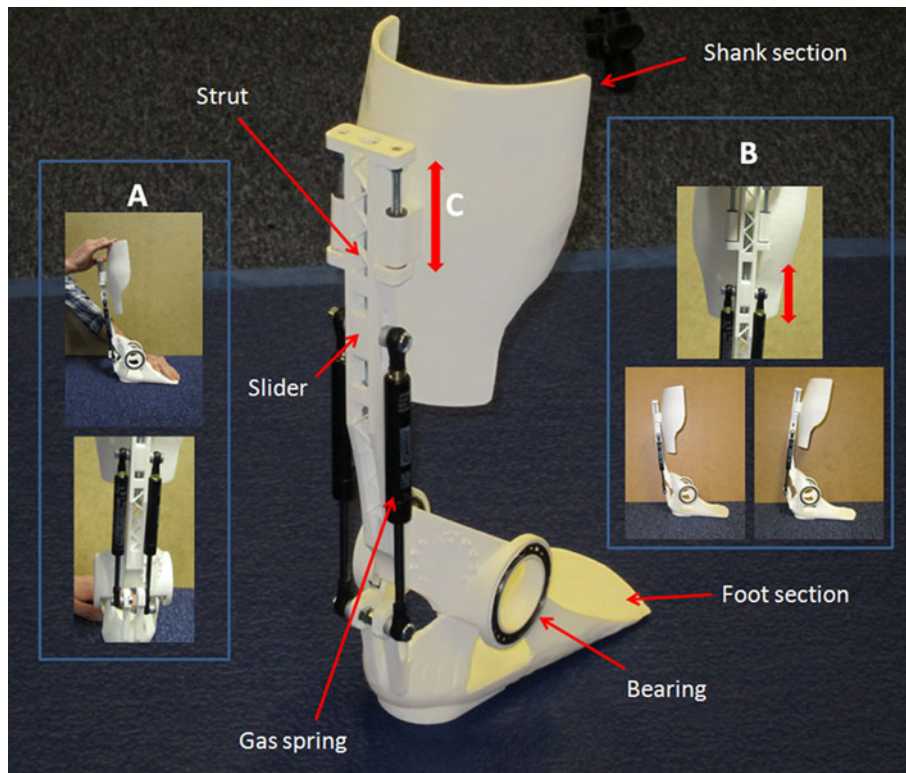 Shank section
Strut
A
B
C
Slider
Foot section
Bearing
Gas spring